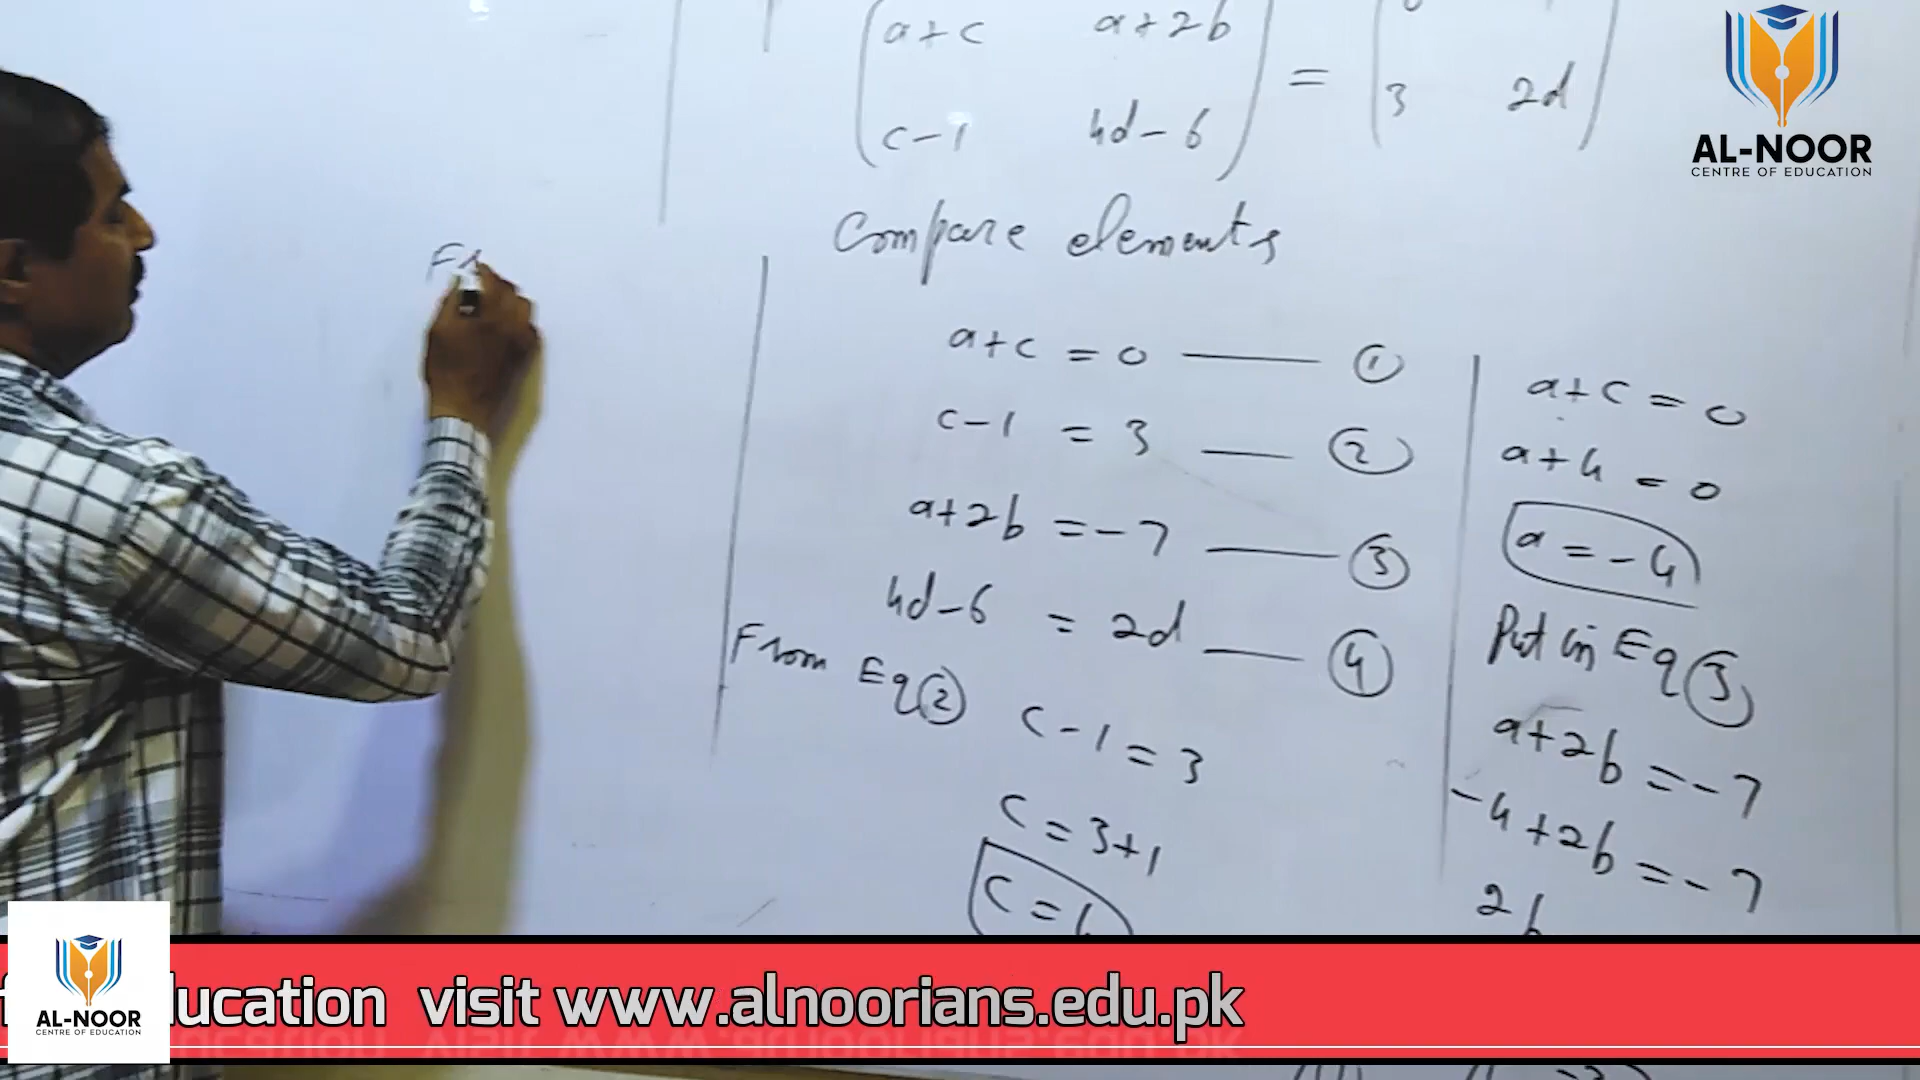 F
a+c a+2b
c-1 4d-6
=
3 2d
Compare elements
a+c = 0 —— ①
c-1 = 3 —— ②
a+2b = -7 —— ③
4d-6 = 2d —— ④
From Eq ② c-1 = 3
c = 3+1
c = 4
a+c = 0
a+4 = 0
a = -4
Put in Eq ③
a+2b = -7
-4+2b = -7
2b
AL-NOOR
CENTRE OF EDUCATION
AL-NOOR
CENTRE OF EDUCATION
visit www.alnoorians.edu.pk